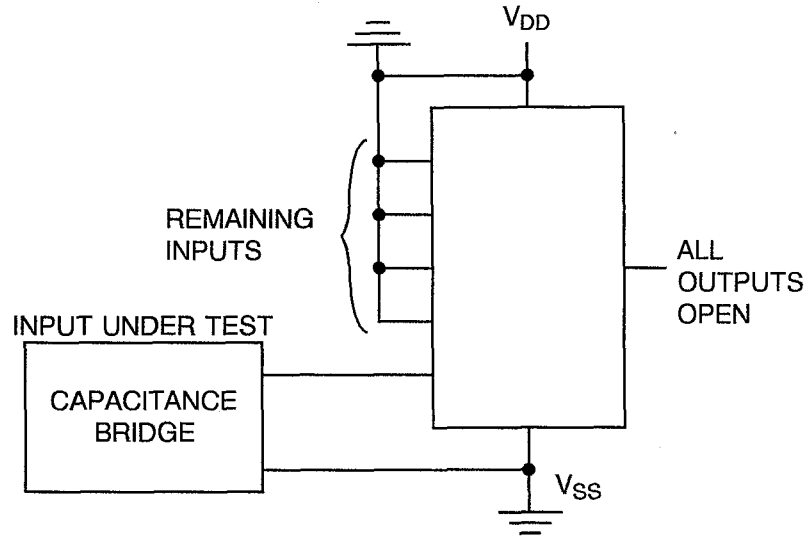 VDD
REMAINING
INPUTS
ALL
OUTPUTS
OPEN
INPUT UNDER TEST
CAPACITANCE
BRIDGE
VSS